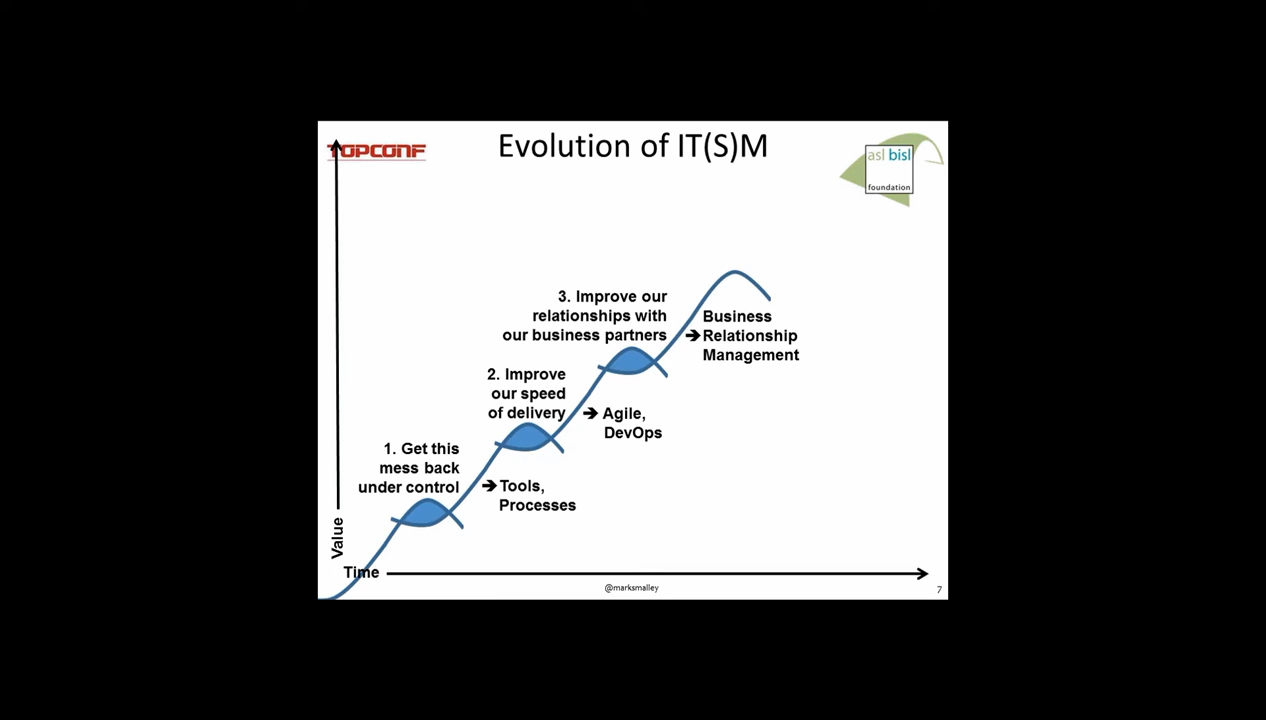 TOPCONF
Evolution of IT(S)M
asl bisl
foundation
3. Improve our
relationships with
our business partners
Business
➔ Relationship
Management
2. Improve
our speed
of delivery
➔ Agile,
DevOps
1. Get this
mess back
under control
➔ Tools,
Processes
Value
Time
@marksmalley
7